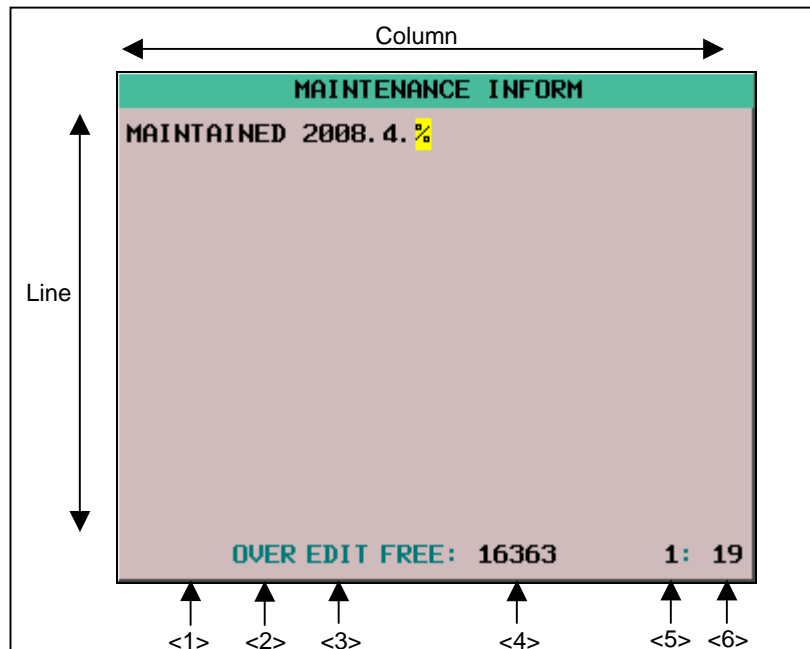 Column
MAINTENANCE INFORM
MAINTAINED 2008.4.%
Line
OVER EDIT FREE: 16363 1: 19
<1> <2> <3> <4> <5> <6>